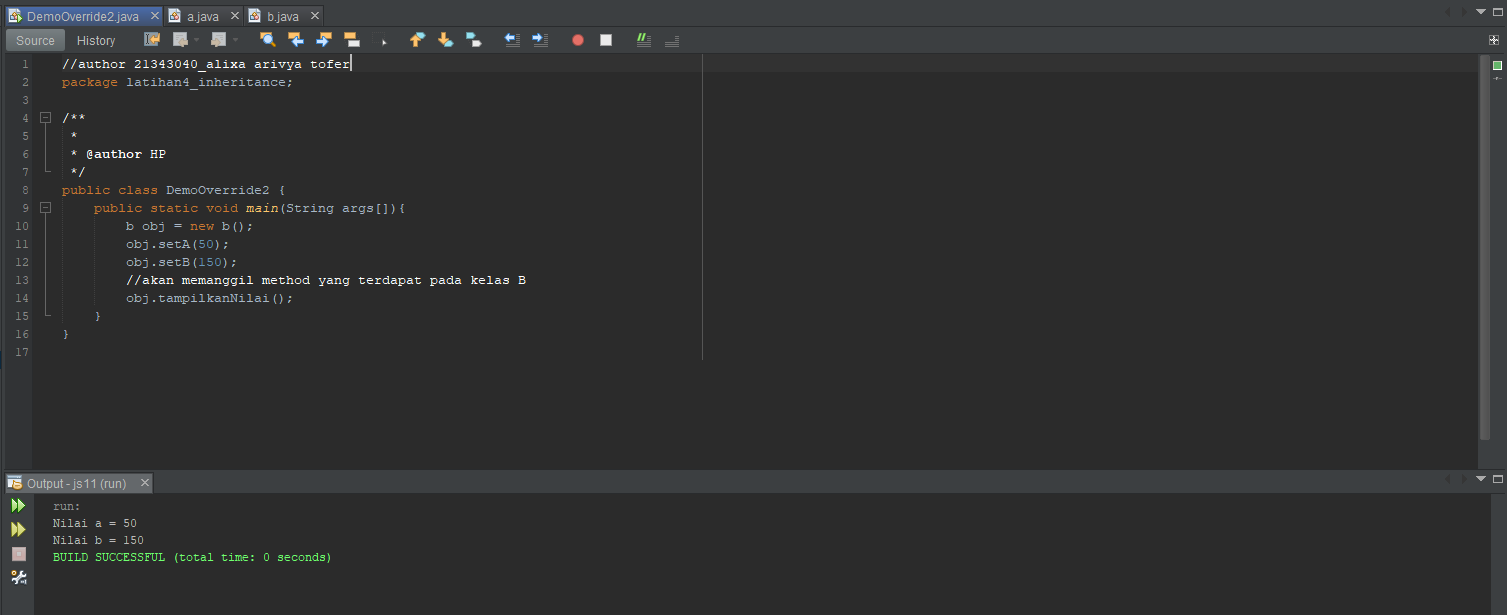 DemoOverride2.java a.java b.java
Source History
1 //author 21343040_alixa arivya tofer
2 package latihan4_inheritance;
3
4 /**
5 *
6 * @author HP
7 */
8 public class DemoOverride2 {
9 public static void main(String args[]){
10 b obj = new b();
11 obj.setA(50);
12 obj.setB(150);
13 //akan memanggil method yang terdapat pada kelas B
14 obj.tampilkanNilai();
15 }
16 }
17
Output - js11 (run)
run:
Nilai a = 50
Nilai b = 150
BUILD SUCCESSFUL (total time: 0 seconds)